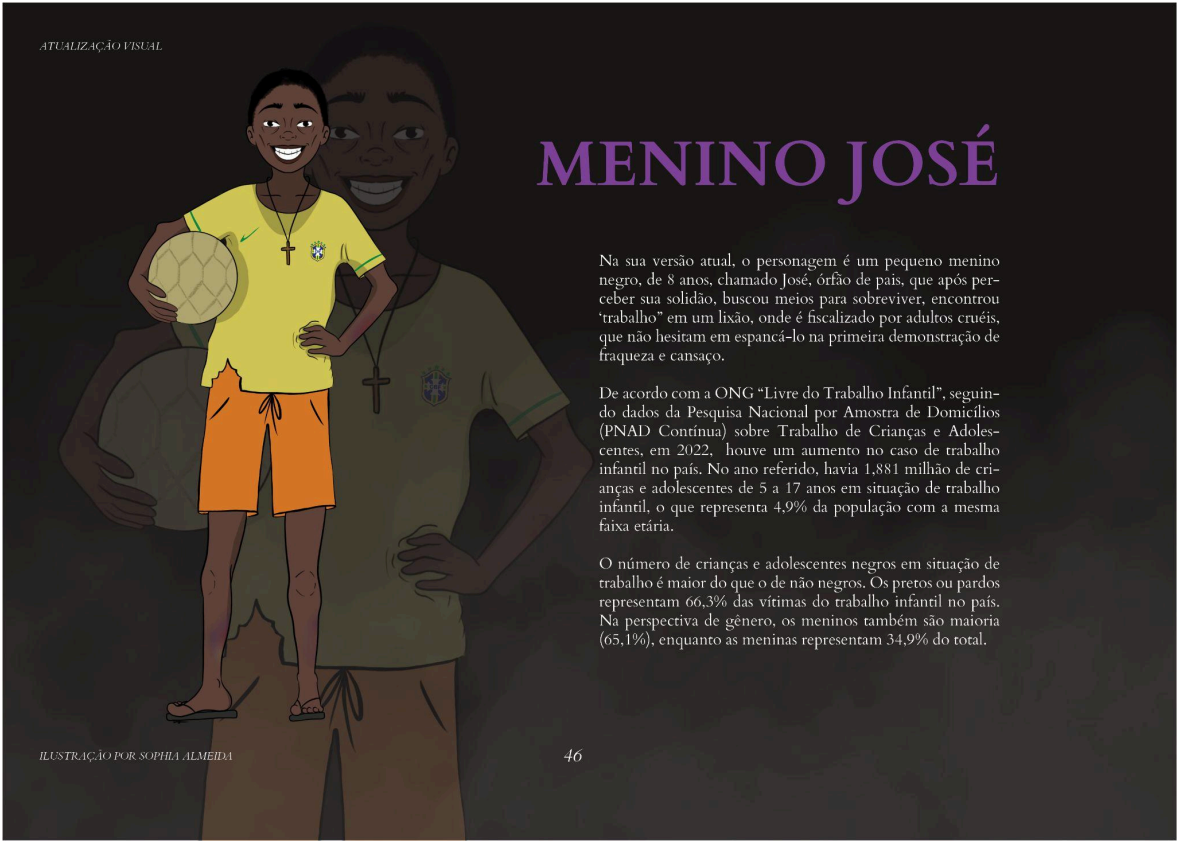 ATUALIZAÇÃO VISUAL
MENINO JOSÉ
Na sua versão atual, o personagem é um pequeno menino
negro, de 8 anos, chamado José, órfão de pais, que após per-
ceber sua solidão, buscou meios para sobreviver, encontrou
‘trabalho” em um lixão, onde é fiscalizado por adultos cruéis,
que não hesitam em espancá-lo na primeira demonstração de
fraqueza e cansaço.
De acordo com a ONG “Livre do Trabalho Infantil”, seguin-
do dados da Pesquisa Nacional por Amostra de Domicílios
(PNAD Contínua) sobre Trabalho de Crianças e Adoles-
centes, em 2022, houve um aumento no caso de trabalho
infantil no país. No ano referido, havia 1,881 milhão de cri-
anças e adolescentes de 5 a 17 anos em situação de trabalho
infantil, o que representa 4,9% da população com a mesma
faixa etária.
O número de crianças e adolescentes negros em situação de
trabalho é maior do que o de não negros. Os pretos ou pardos
representam 66,3% das vítimas do trabalho infantil no país.
Na perspectiva de gênero, os meninos também são maioria
(65,1%), enquanto as meninas representam 34,9% do total.
ILUSTRAÇÃO POR SOPHIA ALMEIDA
46